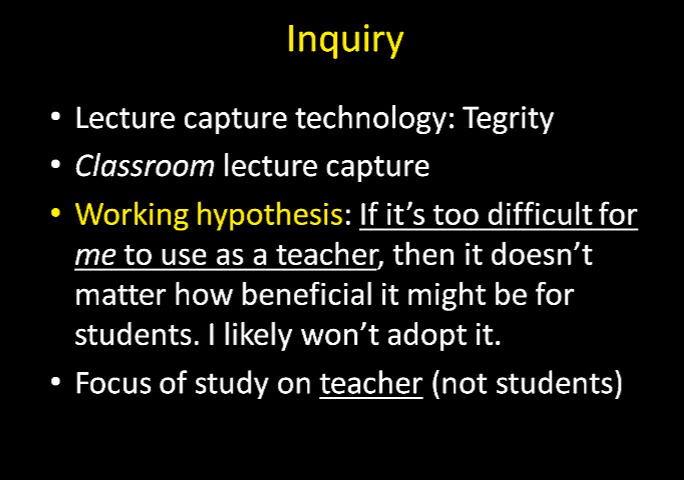 Inquiry
• Lecture capture technology: Tegrity
• Classroom lecture capture
• Working hypothesis: If it's too difficult for
me to use as a teacher, then it doesn't
matter how beneficial it might be for
students. I likely won't adopt it.
• Focus of study on teacher (not students)